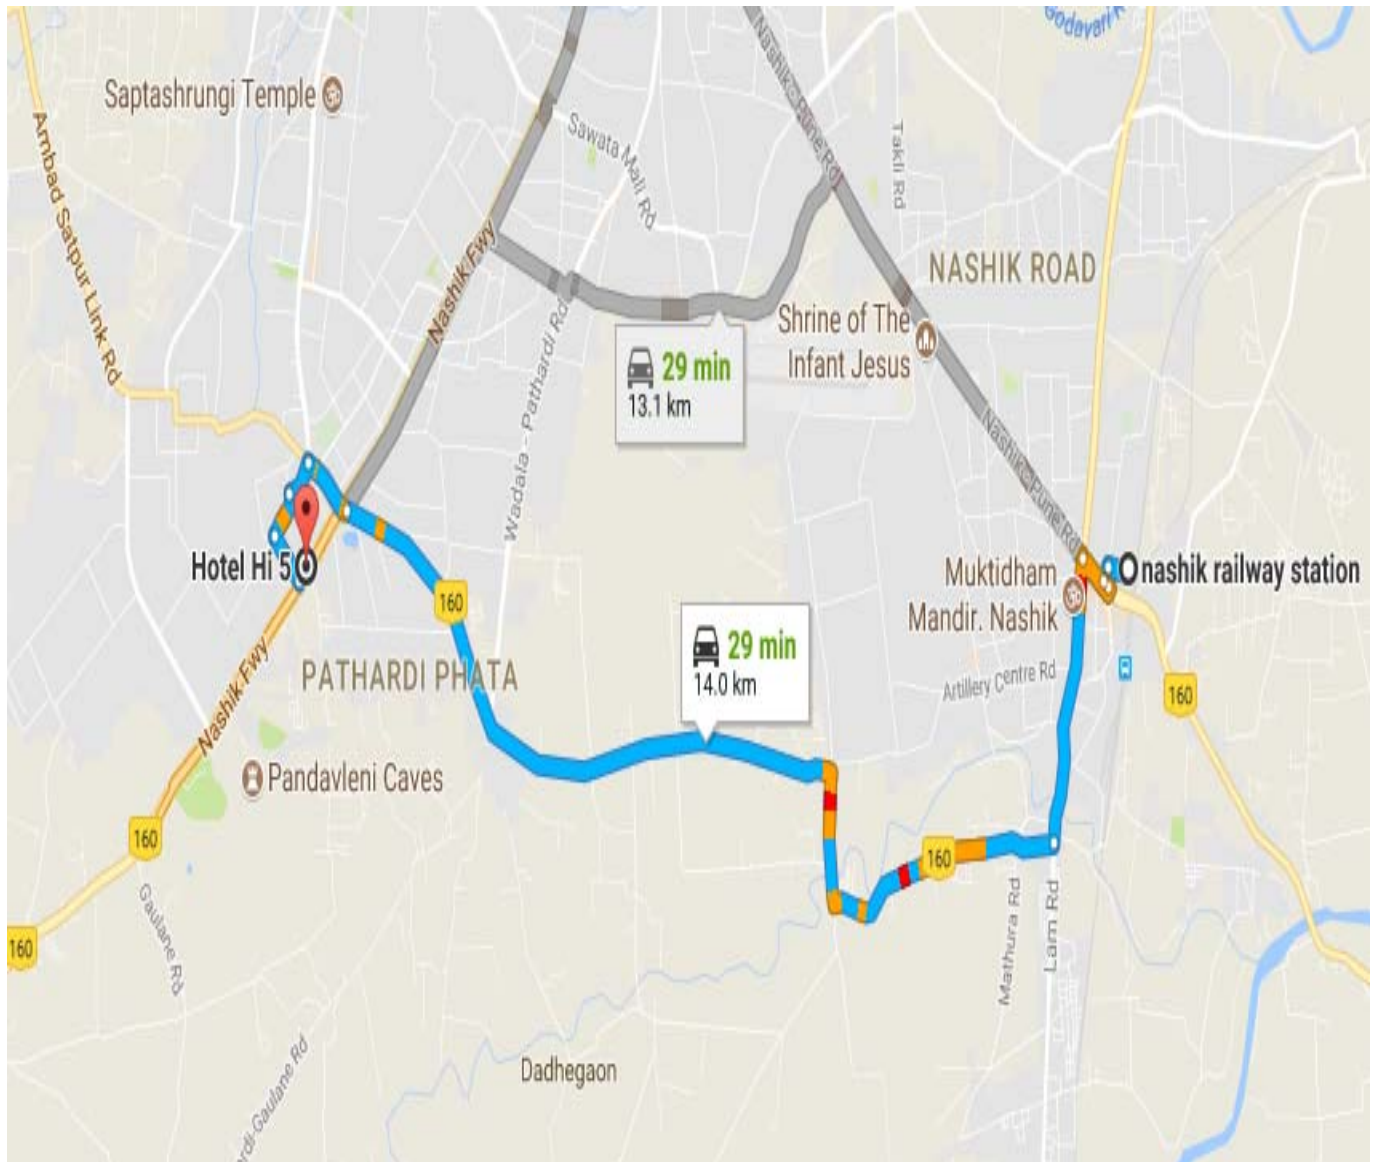 Godavari R
Saptashrungi Temple
Ambad Satpur Link Rd
Sawata Mali Rd
Nashik - Pune Rd
Takli Rd
NASHIK ROAD
Nashik Fwy
Wadala - Pathardi Rd
Shrine of The
Infant Jesus
29 min
13.1 km
Nashik - Pune Rd
Hotel Hi 5
nashik railway station
Muktidham
Mandir. Nashik
160
29 min
14.0 km
Artillery Centre Rd
160
PATHARDI PHATA
Nashik Fwy
Pandavleni Caves
160
160
Gaulane Rd
Mathura Rd
Lam Rd
160
rdi-Gaulane Rd
Dadhegaon